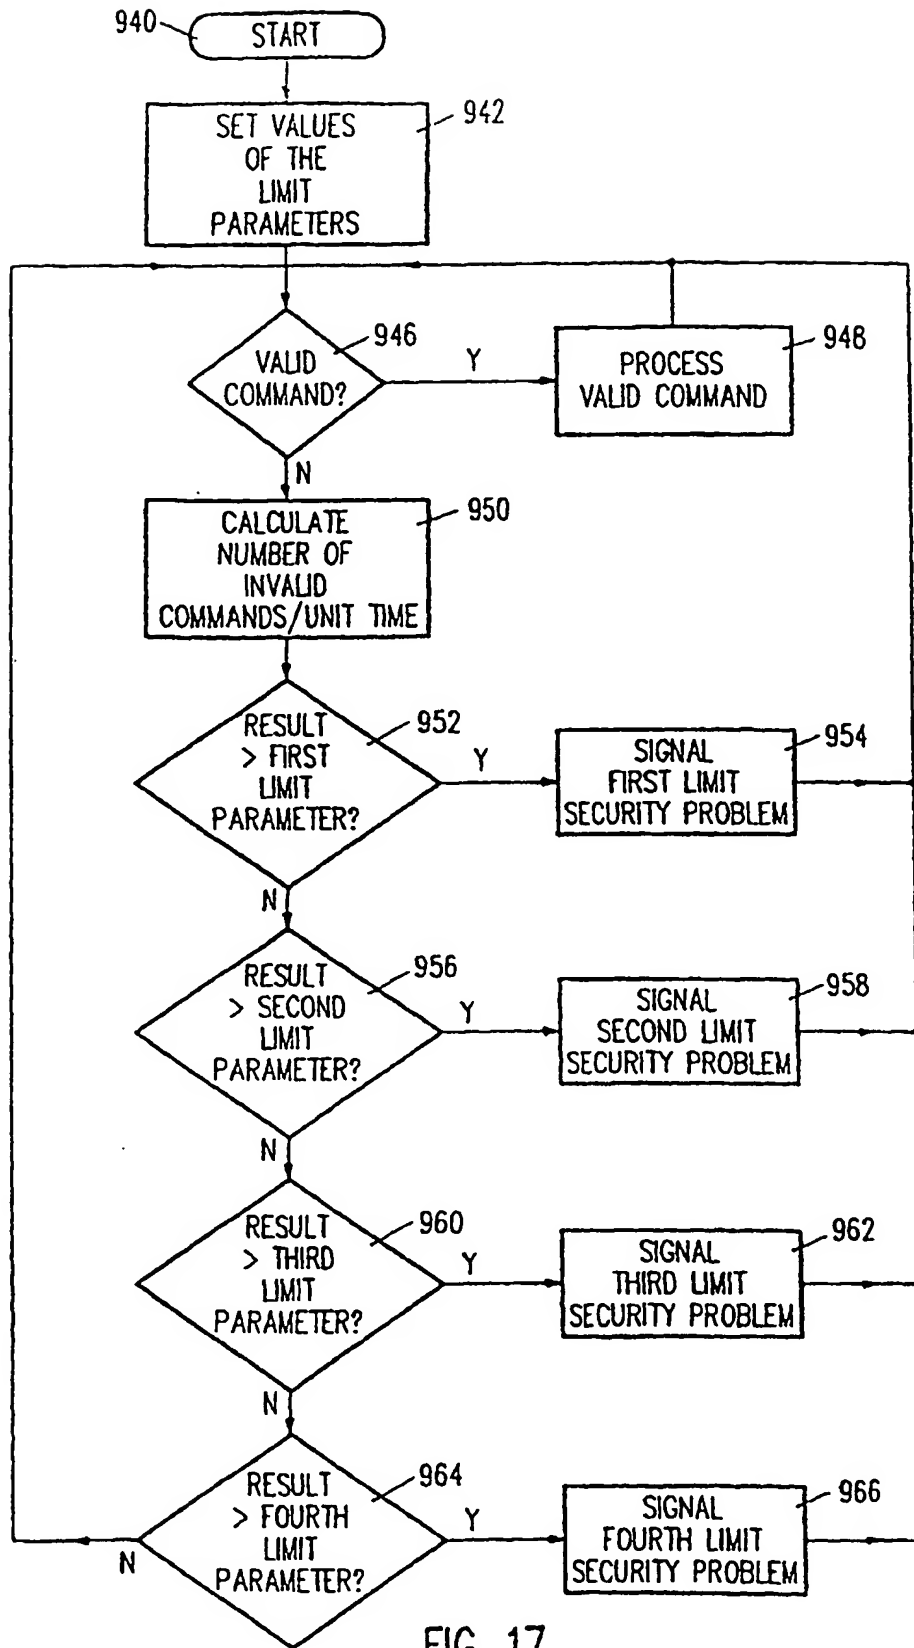 940
START
SET VALUES
OF THE
LIMIT
PARAMETERS
942
VALID
COMMAND?
946
Y
PROCESS
VALID COMMAND
948
N
CALCULATE
NUMBER OF
INVALID
COMMANDS/UNIT TIME
950
RESULT
> FIRST
LIMIT
PARAMETER?
952
Y
SIGNAL
FIRST LIMIT
SECURITY PROBLEM
954
N
RESULT
> SECOND
LIMIT
PARAMETER?
956
Y
SIGNAL
SECOND LIMIT
SECURITY PROBLEM
958
N
RESULT
> THIRD
LIMIT
PARAMETER?
960
Y
SIGNAL
THIRD LIMIT
SECURITY PROBLEM
962
N
RESULT
> FOURTH
LIMIT
PARAMETER?
964
Y
SIGNAL
FOURTH LIMIT
SECURITY PROBLEM
966
N
FIG. 17